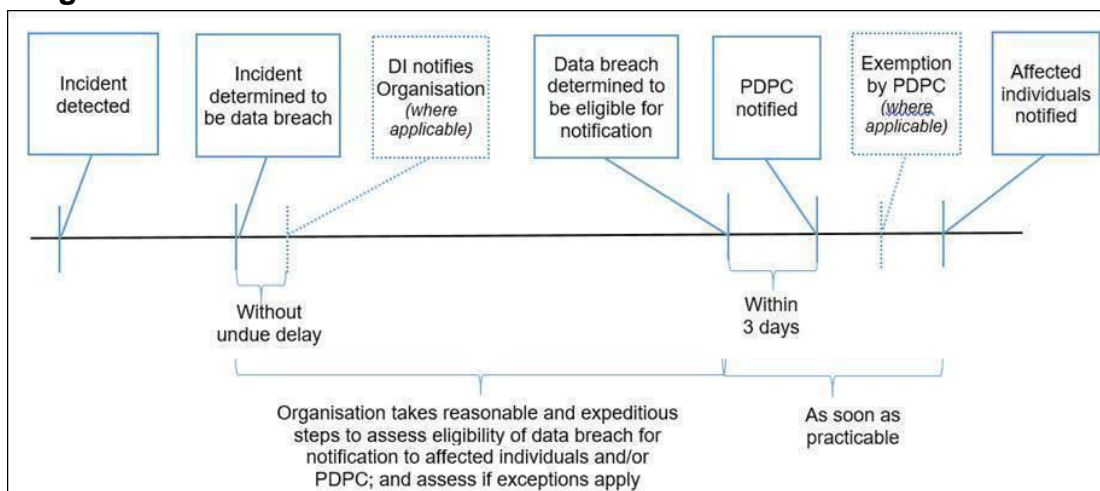 Incident
detected
Incident
determined to
be data breach
DI notifies
Organisation
(where
applicable)
Data breach
determined to
be eligible for
notification
PDPC
notified
Exemption
by PDPC
(where
applicable)
Affected
individuals
notified
Without
undue delay
Within
3 days
Organisation takes reasonable and expeditious
steps to assess eligibility of data breach for
notification to affected individuals and/or
PDPC; and assess if exceptions apply
As soon as
practicable